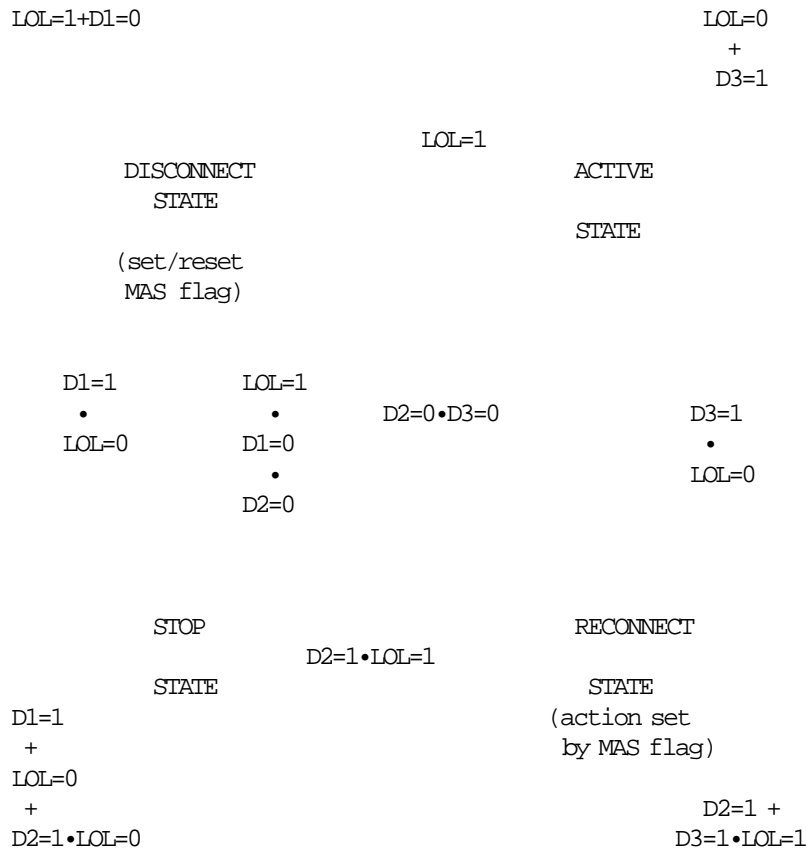 LOL=1+D1=0 LOL=0
+
D3=1
LOL=1
DISCONNECT ACTIVE
STATE
STATE
(set/reset
MAS flag)
D1=1 LOL=1
• • D2=0•D3=0 D3=1
LOL=0 D1=0 •
• LOL=0
D2=0
STOP RECONNECT
D2=1•LOL=1
STATE STATE
D1=1 (action set
+ by MAS flag)
LOL=0
+ D2=1 +
D2=1•LOL=0 D3=1•LOL=1